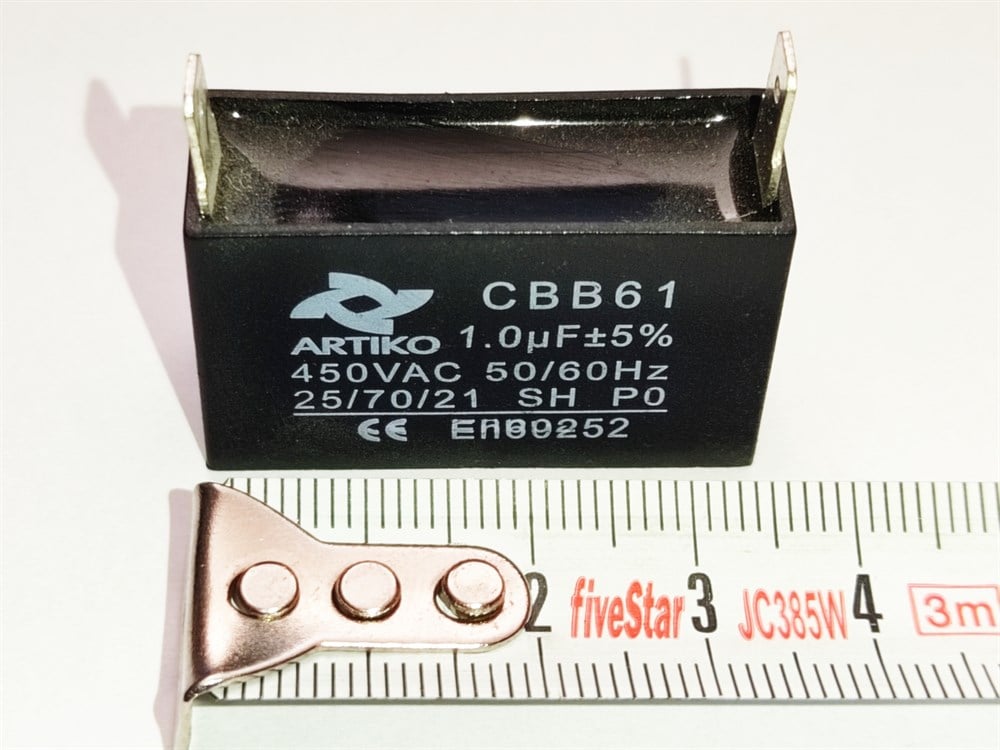 CBB61
ARTIKO 1.0µF±5%
450VAC 50/60Hz
25/70/21 SH P0
CE
2 fiveStar 3 JC385W 4 3m